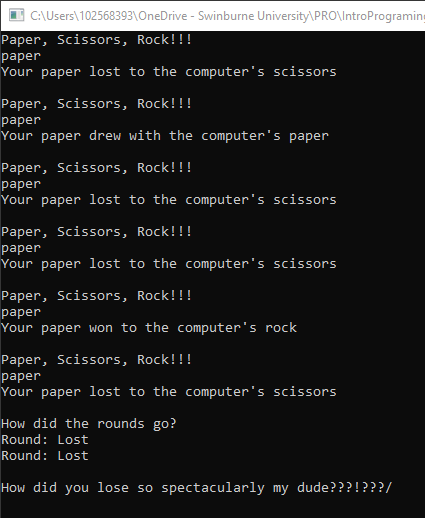 C:\Users\102568393\OneDrive - Swinburne University\PRO\IntroPrograming
Paper, Scissors, Rock!!!
paper
Your paper lost to the computer's scissors
Paper, Scissors, Rock!!!
paper
Your paper drew with the computer's paper
Paper, Scissors, Rock!!!
paper
Your paper lost to the computer's scissors
Paper, Scissors, Rock!!!
paper
Your paper lost to the computer's scissors
Paper, Scissors, Rock!!!
paper
Your paper won to the computer's rock
Paper, Scissors, Rock!!!
paper
Your paper lost to the computer's scissors
How did the rounds go?
Round: Lost
Round: Lost
How did you lose so spectacularly my dude???!???/